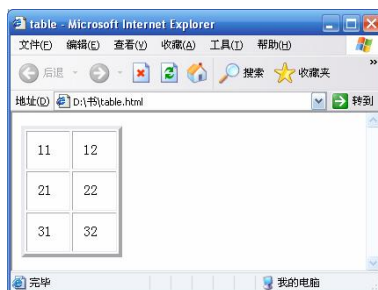 table - Microsoft Internet Explorer
文件(F) 编辑(E) 查看(V) 收藏(A) 工具(T) 帮助(H)
后退 搜索 收藏夹 »
地址(D) D:\书\table.html 转到
11 12
21 22
31 32
完毕 我的电脑